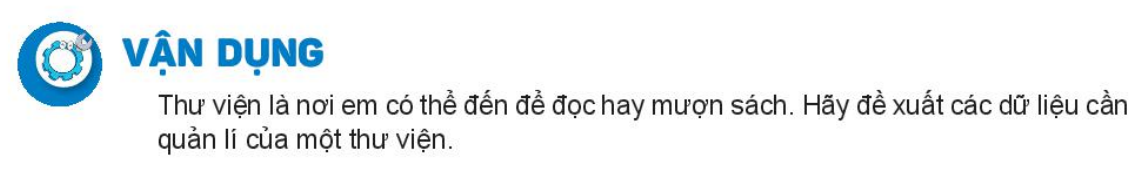 VẬN DỤNG
Thư viện là nơi em có thể đến để đọc hay mượn sách. Hãy đề xuất các dữ liệu cần
quản lí của một thư viện.